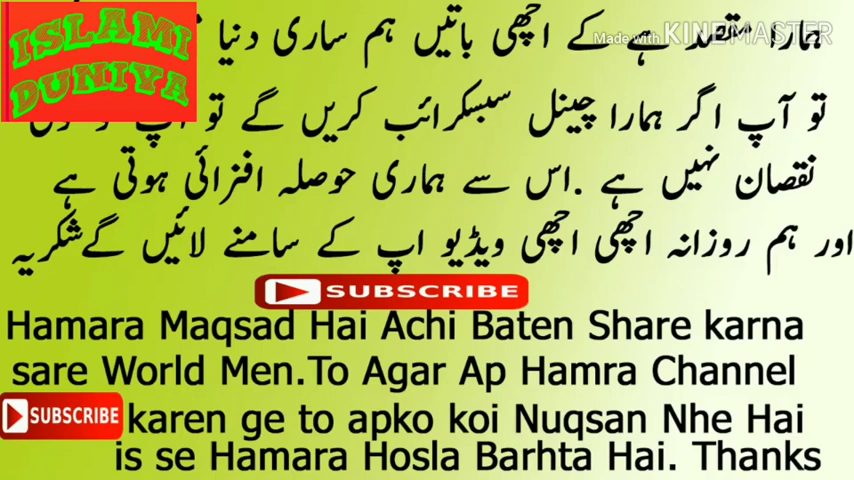 ISLAMI
DUNIYA
Made with KINEMASTER
ہمارا مقصد ہے کے اچھی باتیں ہم ساری دنیا
تو آپ اگر ہمارا چینل سبسکرائب کریں گے تو
نقصان نہیں ہے .اس سے ہماری حوصلہ افزائی ہوتی ہے
اور ہم روزانہ اچھی اچھی ویڈیو اپ کے سامنے لائیں گے شکریہ
SUBSCRIBE
Hamara Maqsad Hai Achi Baten Share karna
sare World Men.To Agar Ap Hamra Channel
SUBSCRIBE karen ge to apko koi Nuqsan Nhe Hai
is se Hamara Hosla Barhta Hai. Thanks